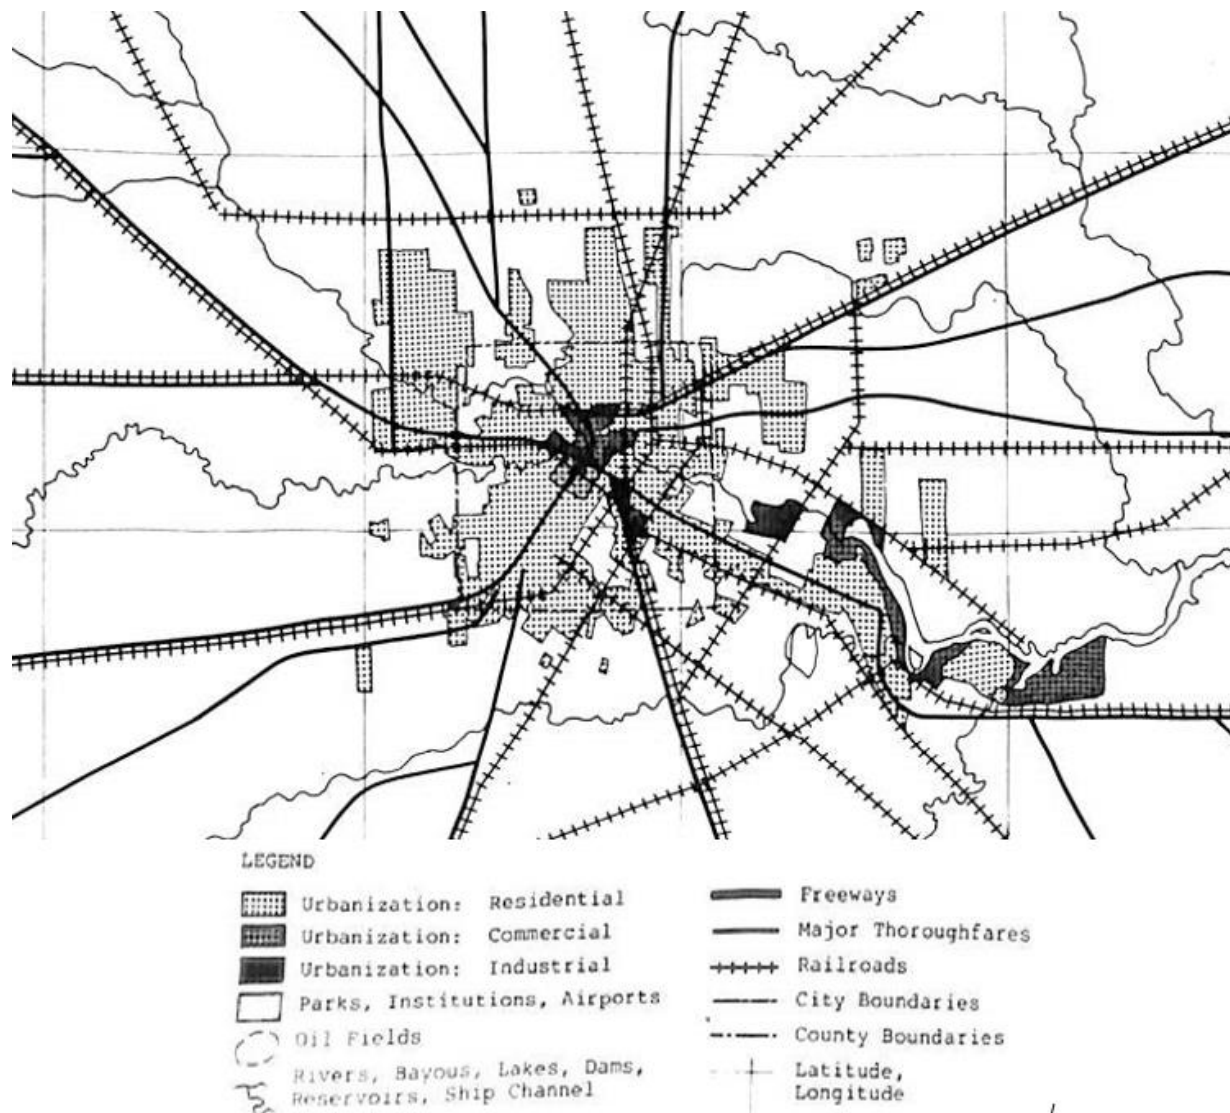 LEGEND
Urbanization: Residential
Urbanization: Commercial
Urbanization: Industrial
Parks, Institutions, Airports
Oil Fields
Rivers, Bayous, Lakes, Dams,
Reservoirs, Ship Channel
Freeways
Major Thoroughfares
Railroads
City Boundaries
County Boundaries
Latitude,
Longitude